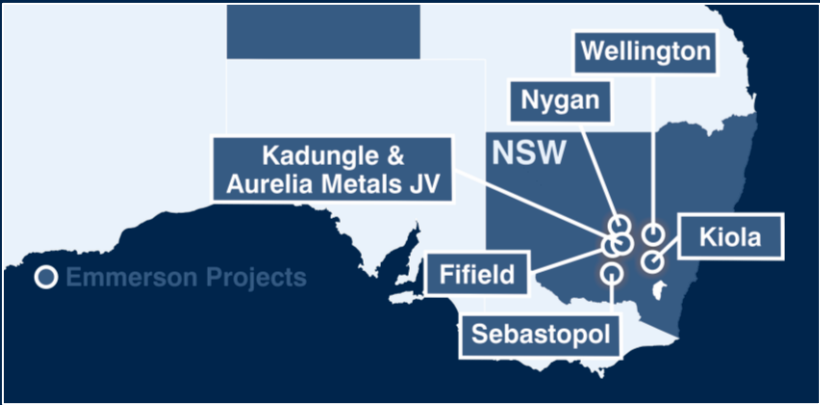 Wellington
Nygan
NSW
Kadungle &
Aurelia Metals JV
Kiola
Fifield
Emmerson Projects
Sebastopol